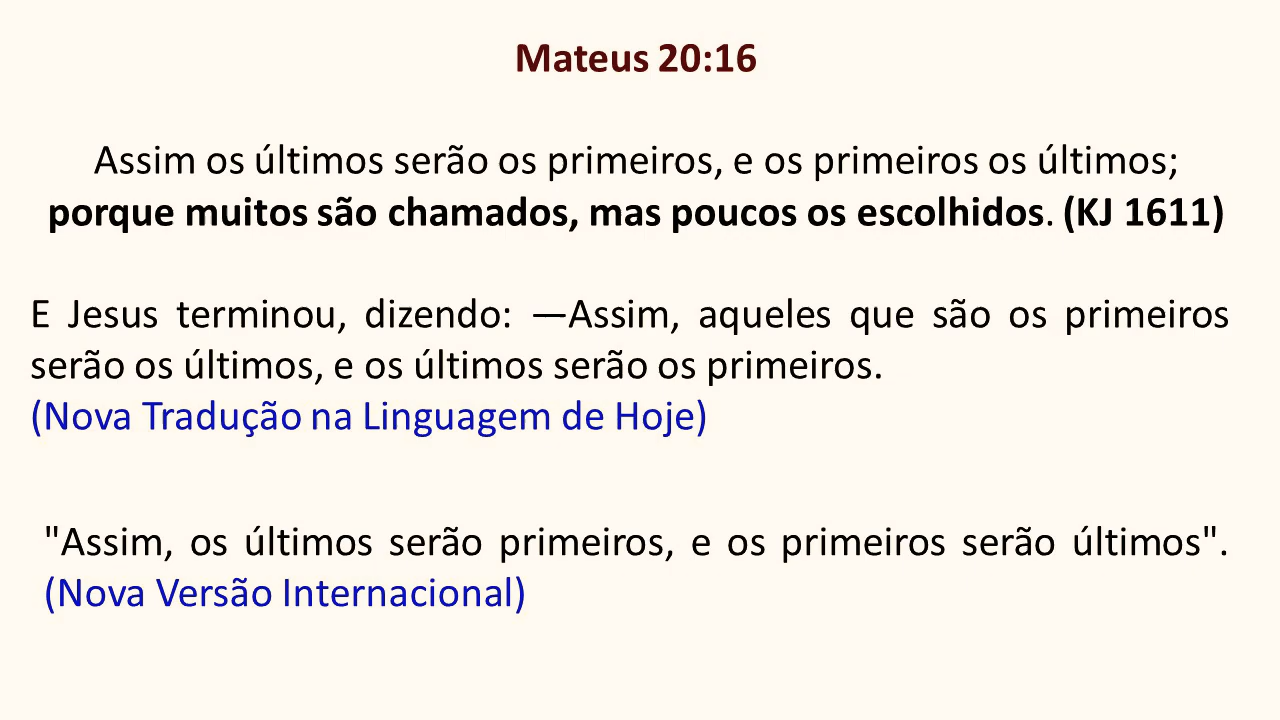 Mateus 20:16
Assim os últimos serão os primeiros, e os primeiros os últimos;
porque muitos são chamados, mas poucos os escolhidos. (KJ 1611)
E Jesus terminou, dizendo: —Assim, aqueles que são os primeiros
serão os últimos, e os últimos serão os primeiros.
(Nova Tradução na Linguagem de Hoje)
"Assim, os últimos serão primeiros, e os primeiros serão últimos".
(Nova Versão Internacional)